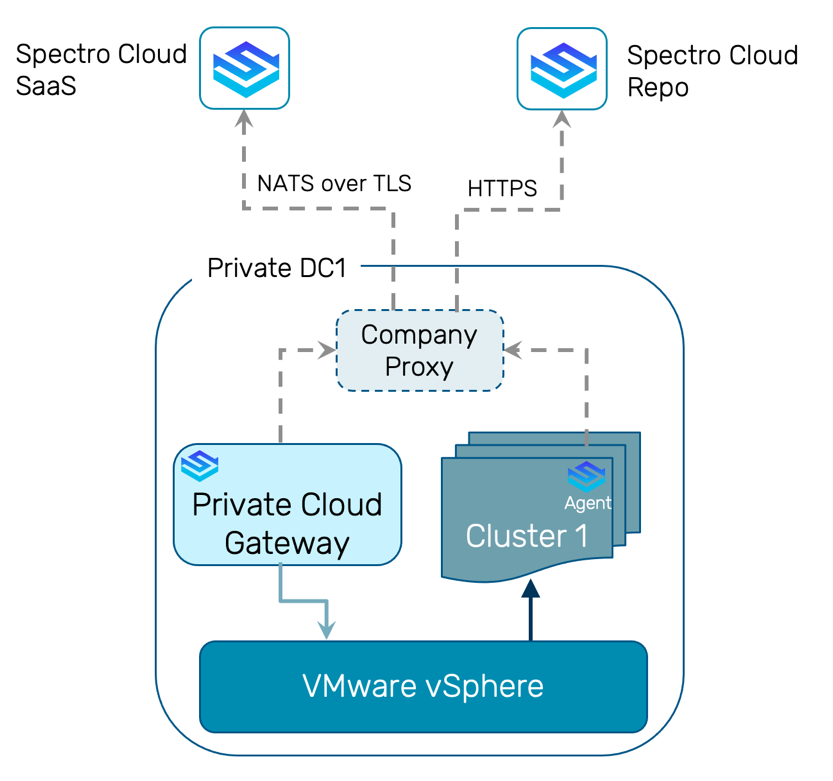 Spectro Cloud
SaaS
Spectro Cloud
Repo
NATS over TLS
HTTPS
Private DC1
Company
Proxy
Private Cloud
Gateway
Agent
Cluster 1
VMware vSphere